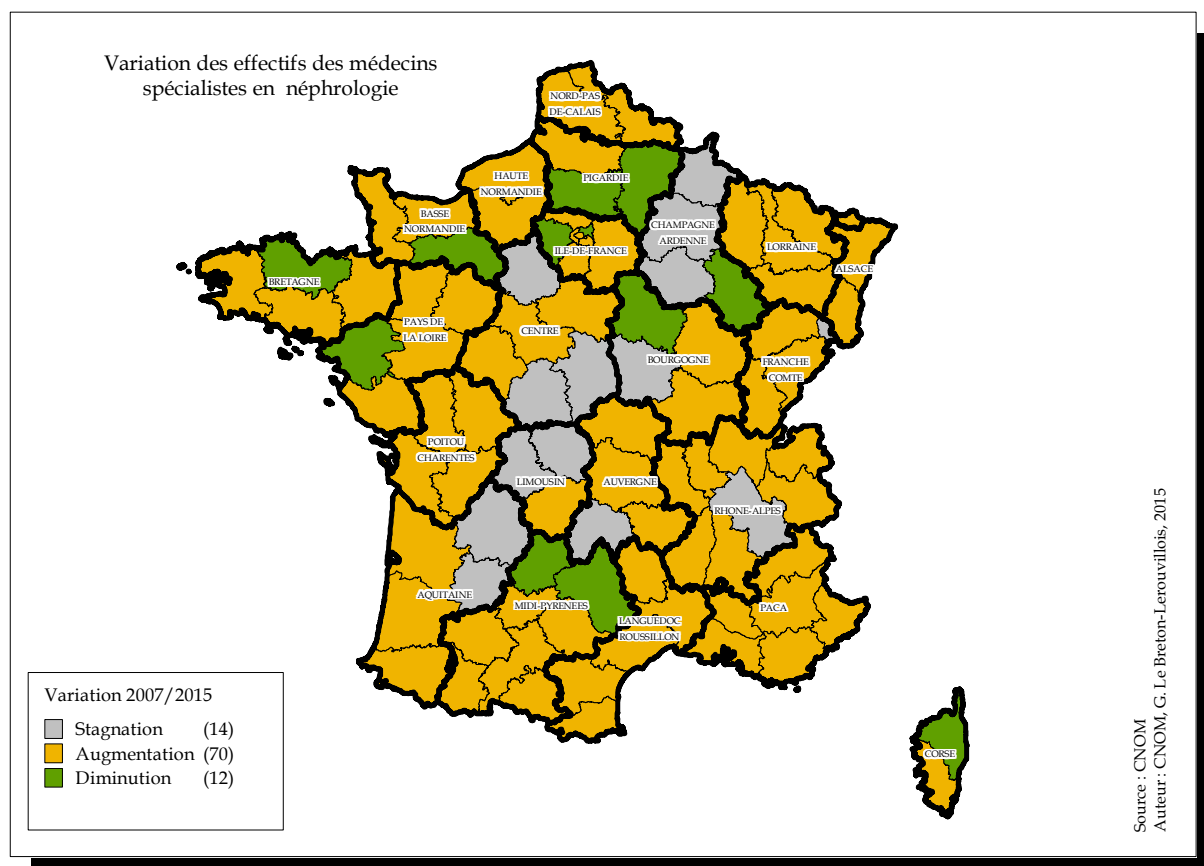 Variation des effectifs des médecins
spécialistes en néphrologie
NORD-PAS
DE-CALAIS
HAUTE
NORMANDIE
PIGARDIE
BASSE
NORMANDIE
CHAMPAGNE
ARDENNE
ILE-DE-FRANCE
LORRAINE
ALSACE
BRETAGNE
PAYS DE
LA LOIRE
CENTRE
BOURGOGNE
FRANCHE
COMTE
POITOU
CHARENTES
LIMOUSIN
AUVERGNE
RHONE-ALPES
AQUITAINE
MIDI-PYRENEES
LANGUEDOC-
ROUSSILLON
PACA
CORSE
Variation 2007/2015
Stagnation (14)
Augmentation (70)
Diminution (12)
Source : CNOM
Auteur : CNOM, G. Le Breton-Lerouvillois, 2015